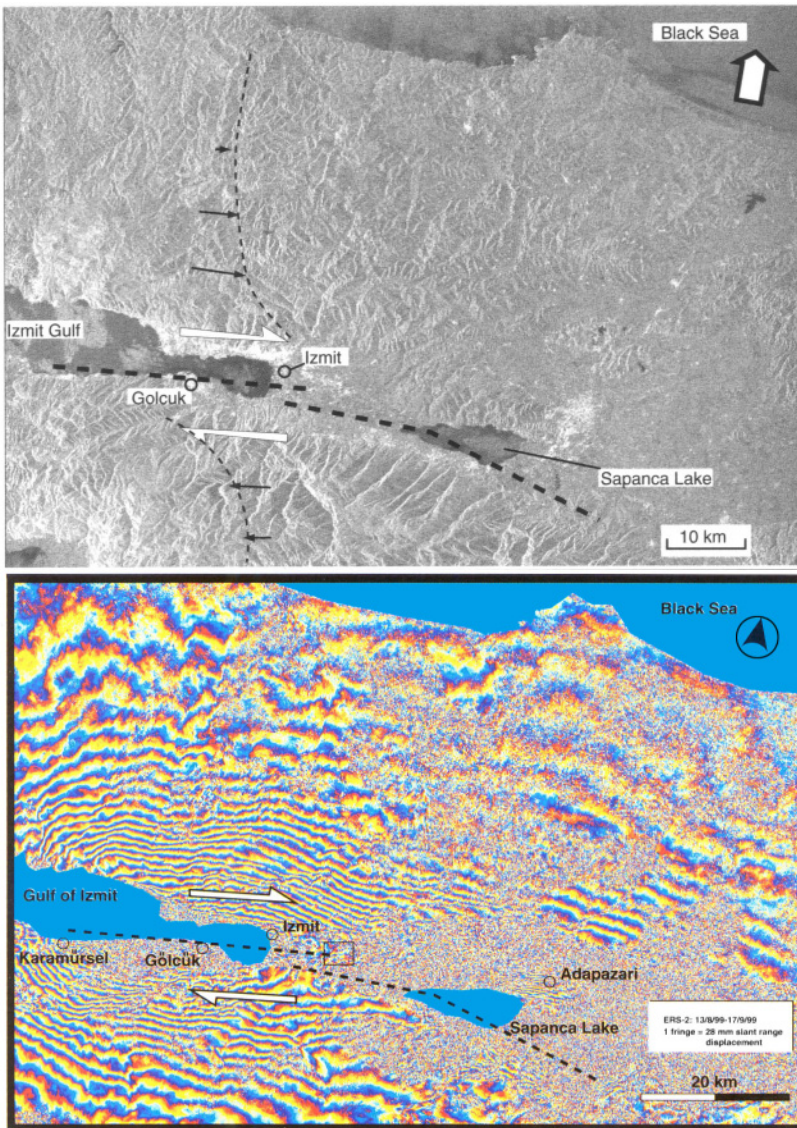 Black Sea
Izmit Gulf
Izmit
Golcuk
Sapanca Lake
10 km
Black Sea
Gulf of Izmit
Izmit
Karamürsel
Gölcük
Adapazari
Sapanca Lake
ERS-2: 13/8/99-17/9/99
1 fringe = 28 mm slant range
displacement
20 km